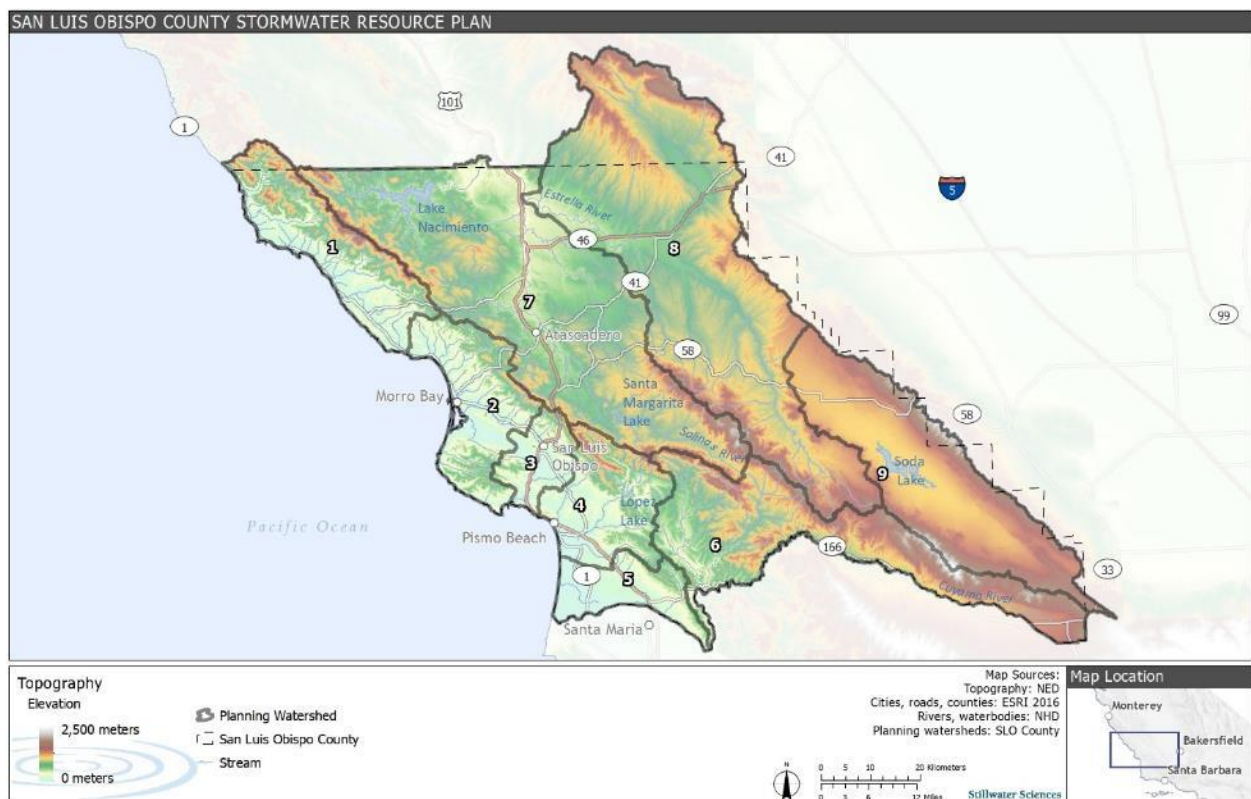 SAN LUIS OBISPO COUNTY STORMWATER RESOURCE PLAN
101
1
41
5
Lake
Nacimiento
Estrella River
1
46
8
41
7
99
Atascadero
58
Morro Bay
2
Santa
Margarita
Lake
58
Salinas River
San Luis
Obispo
3
9
Soda
Lake
4
Lopez
Lake
Pacific Ocean
Pismo Beach
6
166
33
1
5
Cuyama River
Santa Maria
Topography
Elevation
2,500 meters
0 meters
Planning Watershed
San Luis Obispo County
Stream
Map Sources:
Topography: NED
Cities, roads, counties: ESRI 2016
Rivers, waterbodies: NHD
Planning watersheds: SLO County
N
0 5 10 20 Kilometers
0 3 6 12 Miles
Stillwater Sciences
Map Location
Monterey
Bakersfield
Santa Barbara